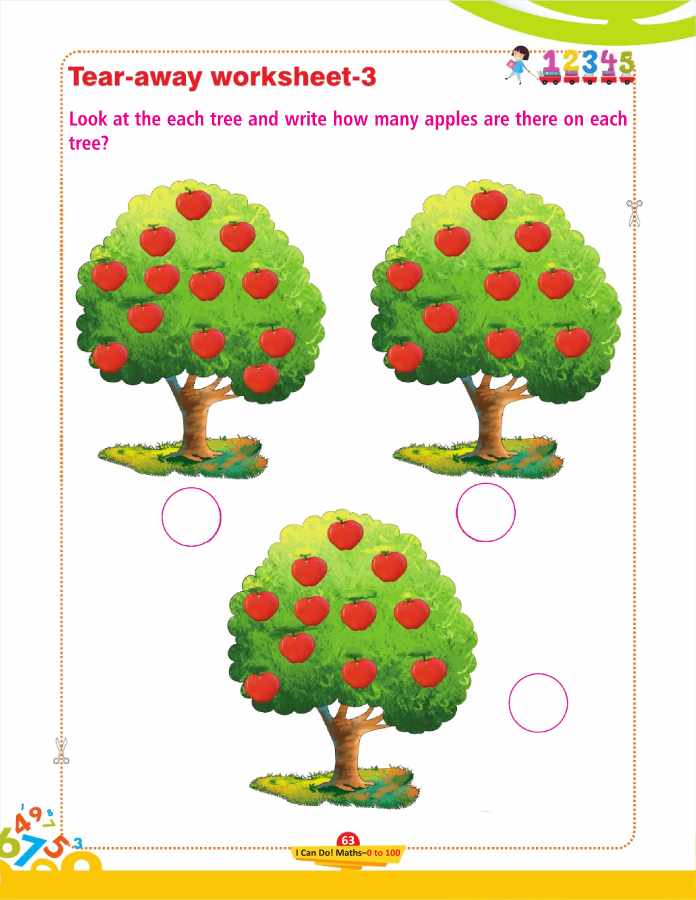 12345
Tear-away worksheet-3
Look at the each tree and write how many apples are there on each
tree?
63
I Can Do! Maths–0 to 100